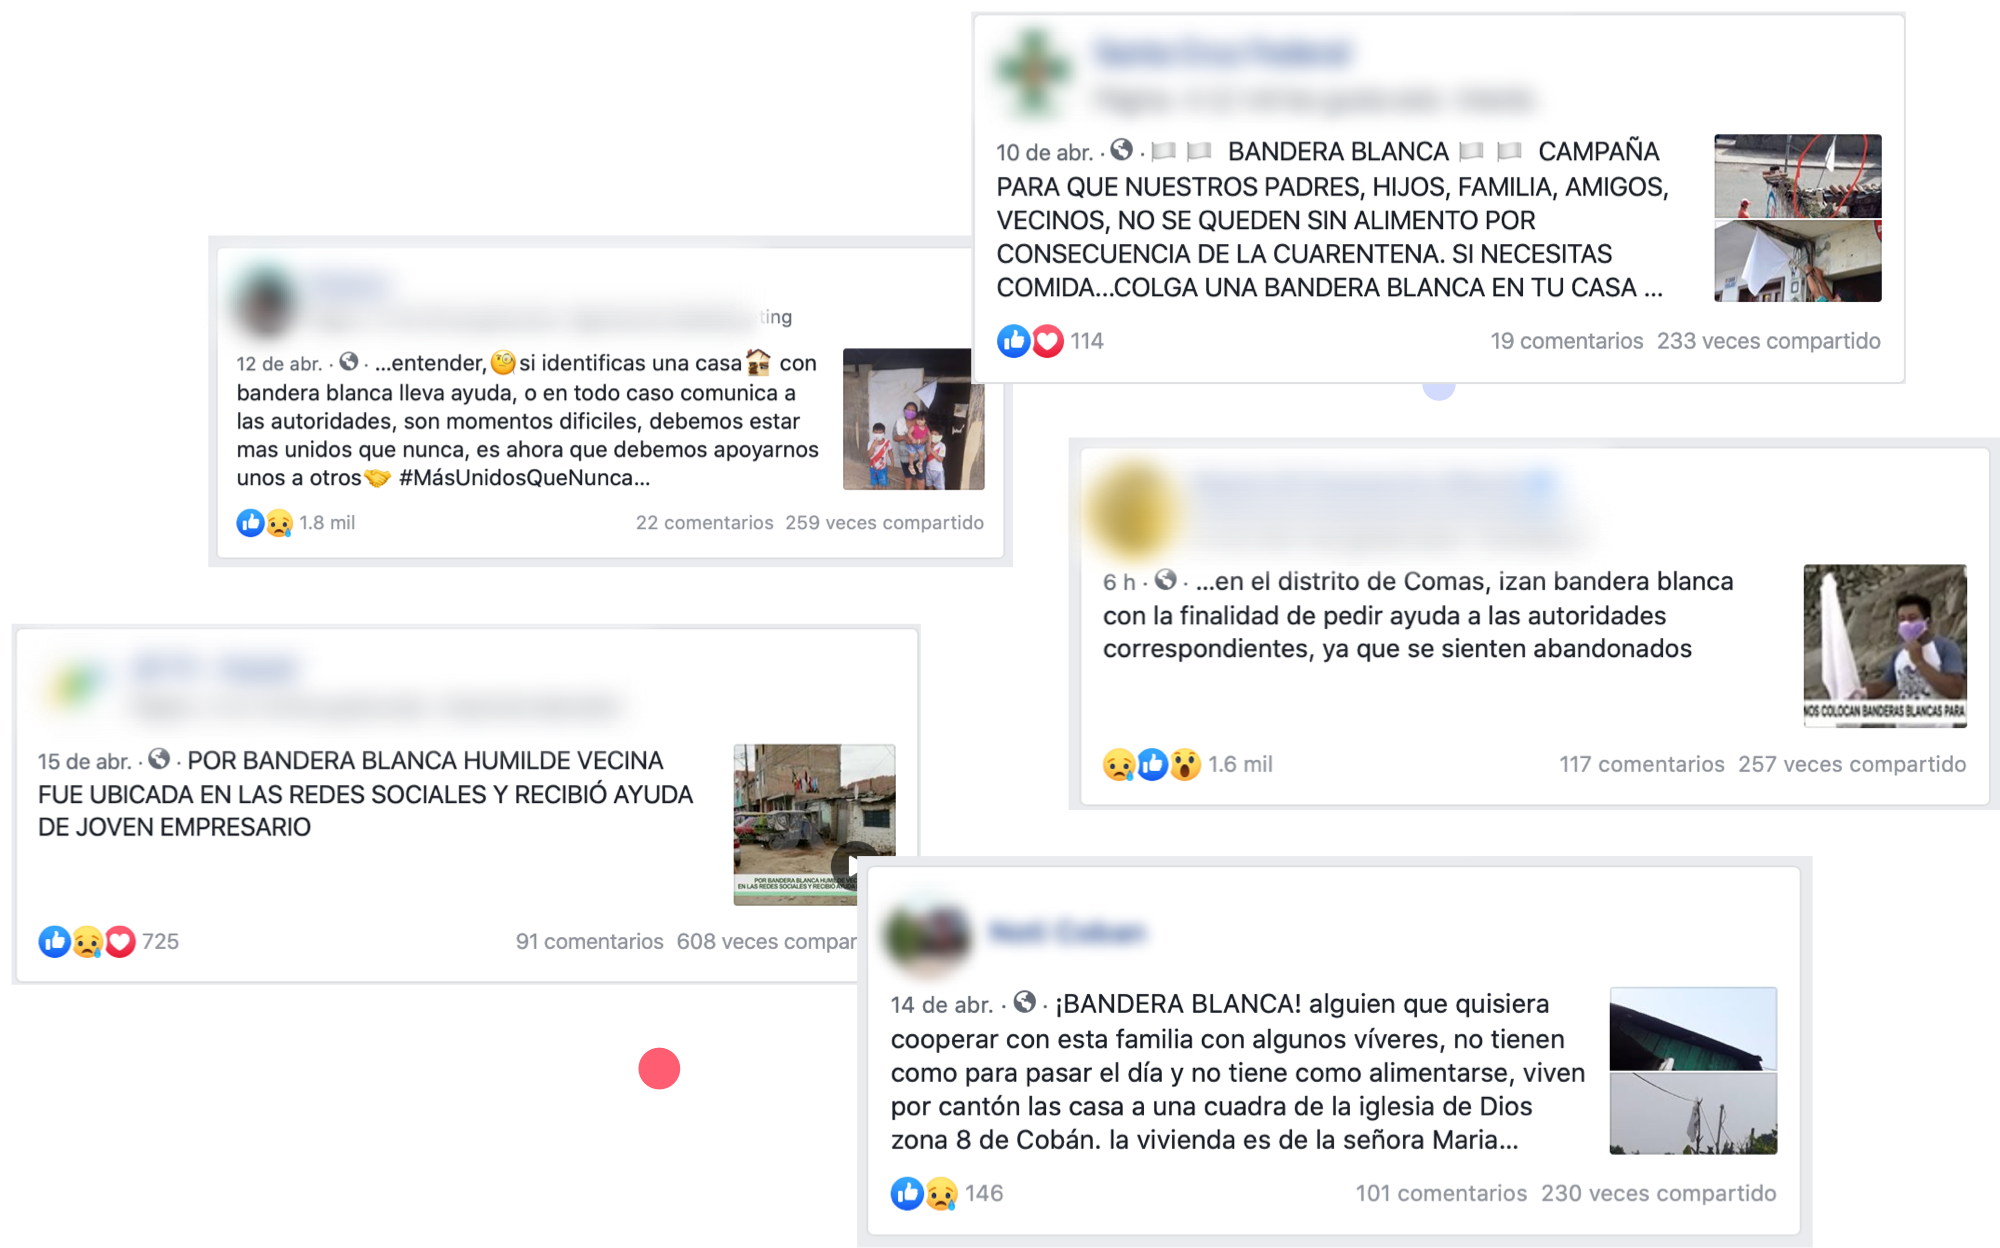 10 de abr. · · BANDERA BLANCA CAMPAÑA
PARA QUE NUESTROS PADRES, HIJOS, FAMILIA, AMIGOS,
VECINOS, NO SE QUEDEN SIN ALIMENTO POR
CONSECUENCIA DE LA CUARENTENA. SI NECESITAS
COMIDA...COLGA UNA BANDERA BLANCA EN TU CASA ...
114
19 comentarios 233 veces compartido
ting
12 de abr. · · ...entender, si identificas una casa con
bandera blanca lleva ayuda, o en todo caso comunica a
las autoridades, son momentos dificiles, debemos estar
mas unidos que nunca, es ahora que debemos apoyarnos
unos a otros #MásUnidosQueNunca...
1.8 mil
22 comentarios 259 veces compartido
6 h · · ...en el distrito de Comas, izan bandera blanca
con la finalidad de pedir ayuda a las autoridades
correspondientes, ya que se sienten abandonados
NOS COLOCAN BANDERAS BLANCAS PARA
1.6 mil
117 comentarios 257 veces compartido
15 de abr. · · POR BANDERA BLANCA HUMILDE VECINA
FUE UBICADA EN LAS REDES SOCIALES Y RECIBIÓ AYUDA
DE JOVEN EMPRESARIO
POR BANDERA BLANCA HUMILDE
EN LAS REDES SOCIALES Y RECIBIÓ
725
91 comentarios 608 veces compar
Noti Coban
14 de abr. · · ¡BANDERA BLANCA! alguien que quisiera
cooperar con esta familia con algunos víveres, no tienen
como para pasar el día y no tiene como alimentarse, viven
por cantón las casa a una cuadra de la iglesia de Dios
zona 8 de Cobán. la vivienda es de la señora Maria...
146
101 comentarios 230 veces compartido